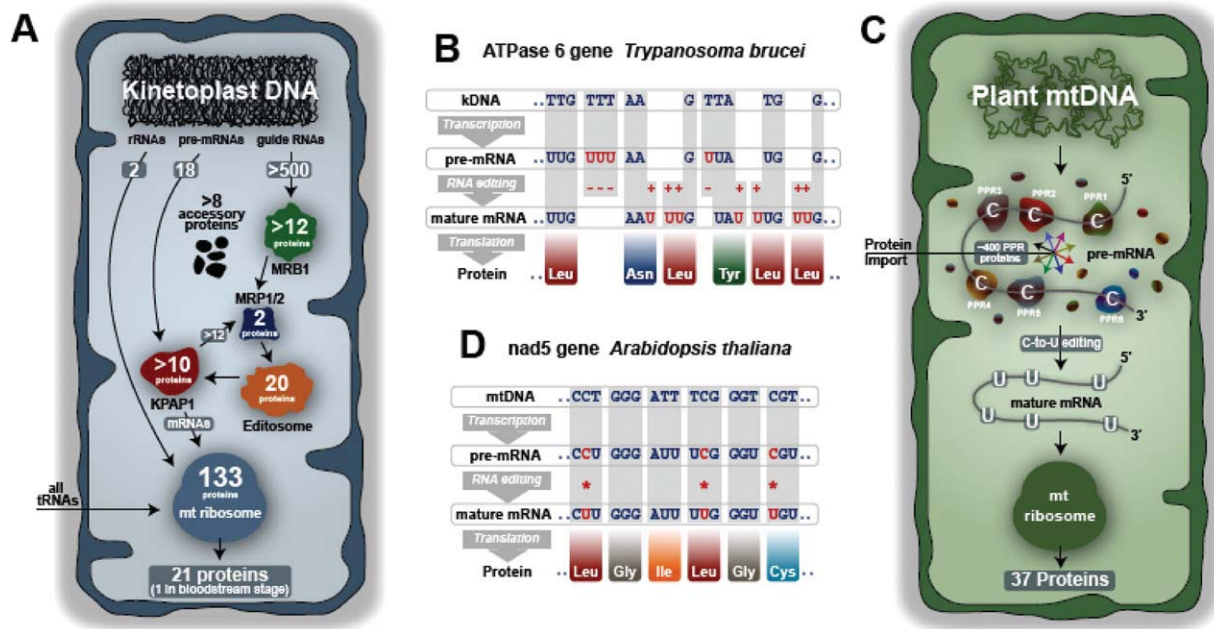 A
Kinetoplast DNA
rRNAs pre-mRNAs guide RNAs
2 18 >500
>8
accessory
proteins
>12
proteins
MRB1
MRP1/2
2
proteins
>12
>10
proteins
KPAP1
20
proteins
Editosome
mRNAs
all
tRNAs
133
proteins
mt ribosome
21 proteins
(1 in bloodstream stage)
B
ATPase 6 gene Trypanosoma brucei
kDNA ..TTG TTT AA G TTA TG G..
Transcription
pre-mRNA ..UUG UUU AA G UUA UG G..
RNA editing --- + ++ - + + ++
mature mRNA ..UUG AAU UUG UAU UUG UUG..
Translation
Protein .. Leu Asn Leu Tyr Leu Leu ..
D
nad5 gene Arabidopsis thaliana
mtDNA ..CCT GGG ATT TCG GGT CGT..
Transcription
pre-mRNA ..CCU GGG AUU UCG GGU CGU..
RNA editing * * *
mature mRNA ..CUU GGG AUU UUG GGU UGU..
Translation
Protein .. Leu Gly Ile Leu Gly Cys ..
C
Plant mtDNA
5'
PPR3 PPR2 PPR1
C C C
Protein
Import
~400 PPR
proteins
pre-mRNA
C C C
PPR4 PPR5 PPR6
3'
C-to-U editing
5'
U U U
mature mRNA
U U U
3'
mt
ribosome
37 Proteins